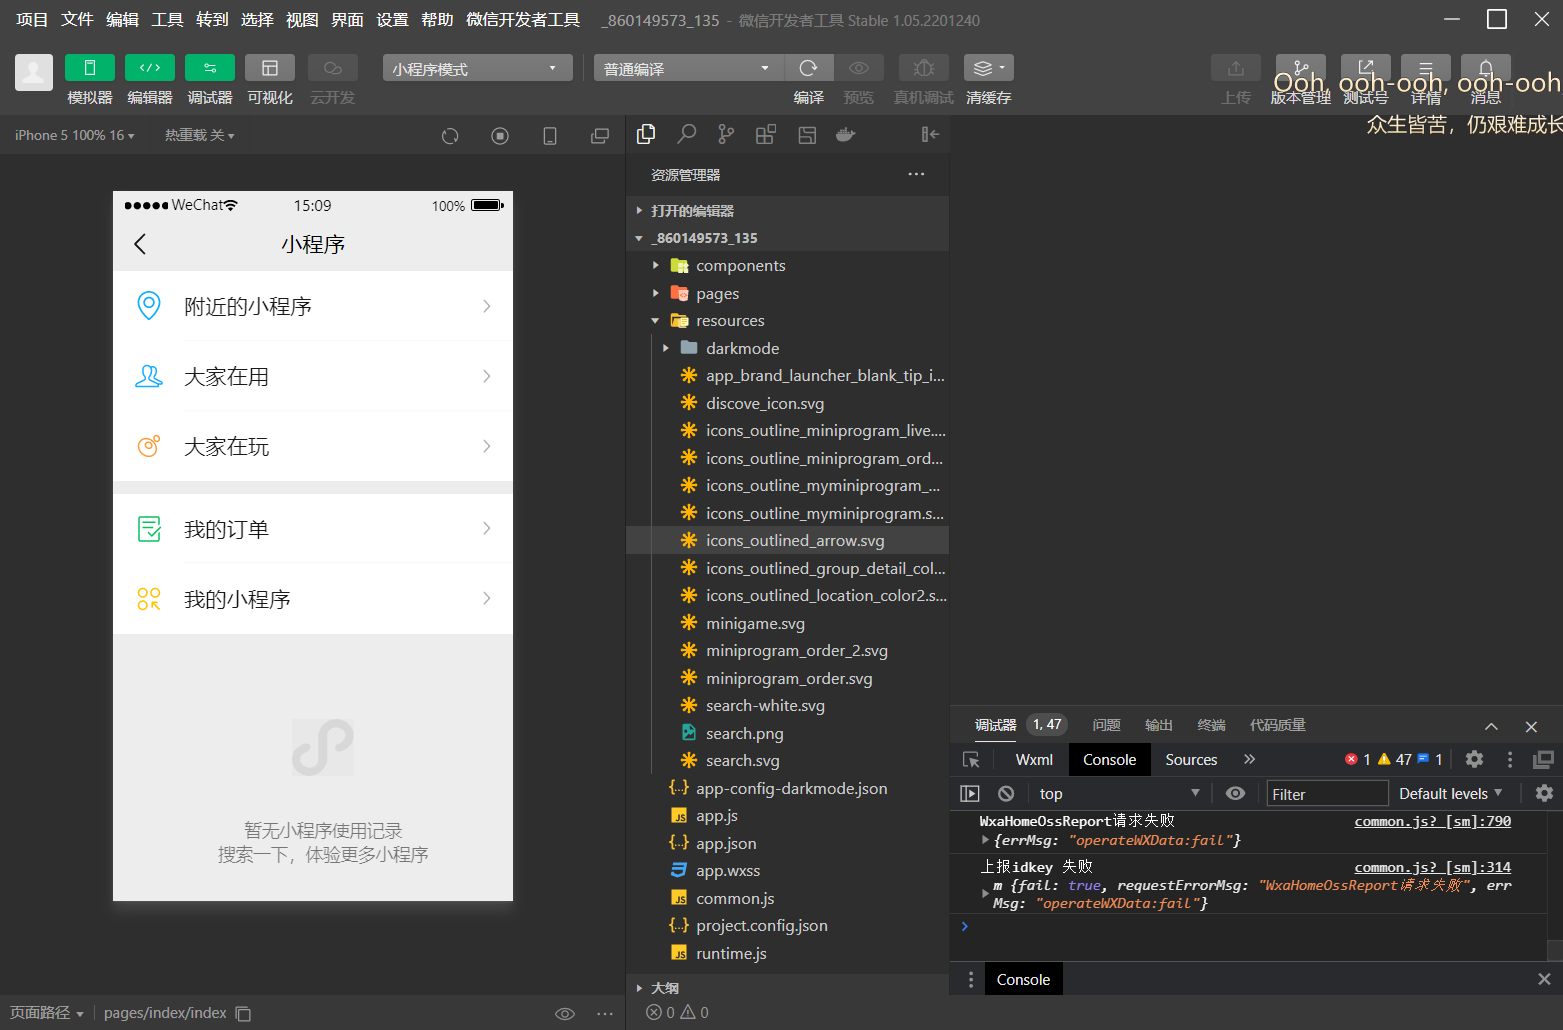 项目 文件 编辑 工具 转到 选择 视图 界面 设置 帮助 微信开发者工具 _860149573_135 - 微信开发者工具 Stable 1.05.2201240
小程序模式 普通编译
模拟器 编辑器 调试器 可视化 云开发 编译 预览 真机调试 清缓存 上传 版本管理 测试号 详情 消息
Ooh, ooh-ooh, ooh-ooh
众生皆苦，仍艰难成长
iPhone 5 100% 16 热重载 关
资源管理器
打开的编辑器
_860149573_135
components
pages
resources
darkmode
app_brand_launcher_blank_tip_i...
discove_icon.svg
icons_outline_miniprogram_live....
icons_outline_miniprogram_ord...
icons_outline_myminiprogram_...
icons_outline_myminiprogram.s...
icons_outlined_arrow.svg
icons_outlined_group_detail_col...
icons_outlined_location_color2.s...
minigame.svg
miniprogram_order_2.svg
miniprogram_order.svg
search-white.svg
search.png
search.svg
app-config-darkmode.json
app.js
app.json
app.wxss
common.js
project.config.json
runtime.js
大纲
0 0
WeChat 15:09 100%
小程序
附近的小程序
大家在用
大家在玩
我的订单
我的小程序
暂无小程序使用记录
搜索一下，体验更多小程序
页面路径 pages/index/index
调试器 1, 47 问题 输出 终端 代码质量
Wxml Console Sources 1 47 1
top Filter Default levels
WxaHomeOssReport请求失败 common.js? [sm]:790
{errMsg: "operateWXData:fail"}
上报idkey 失败 common.js? [sm]:314
m {fail: true, requestErrorMsg: "WxaHomeOssReport请求失败", err
Msg: "operateWXData:fail"}
Console